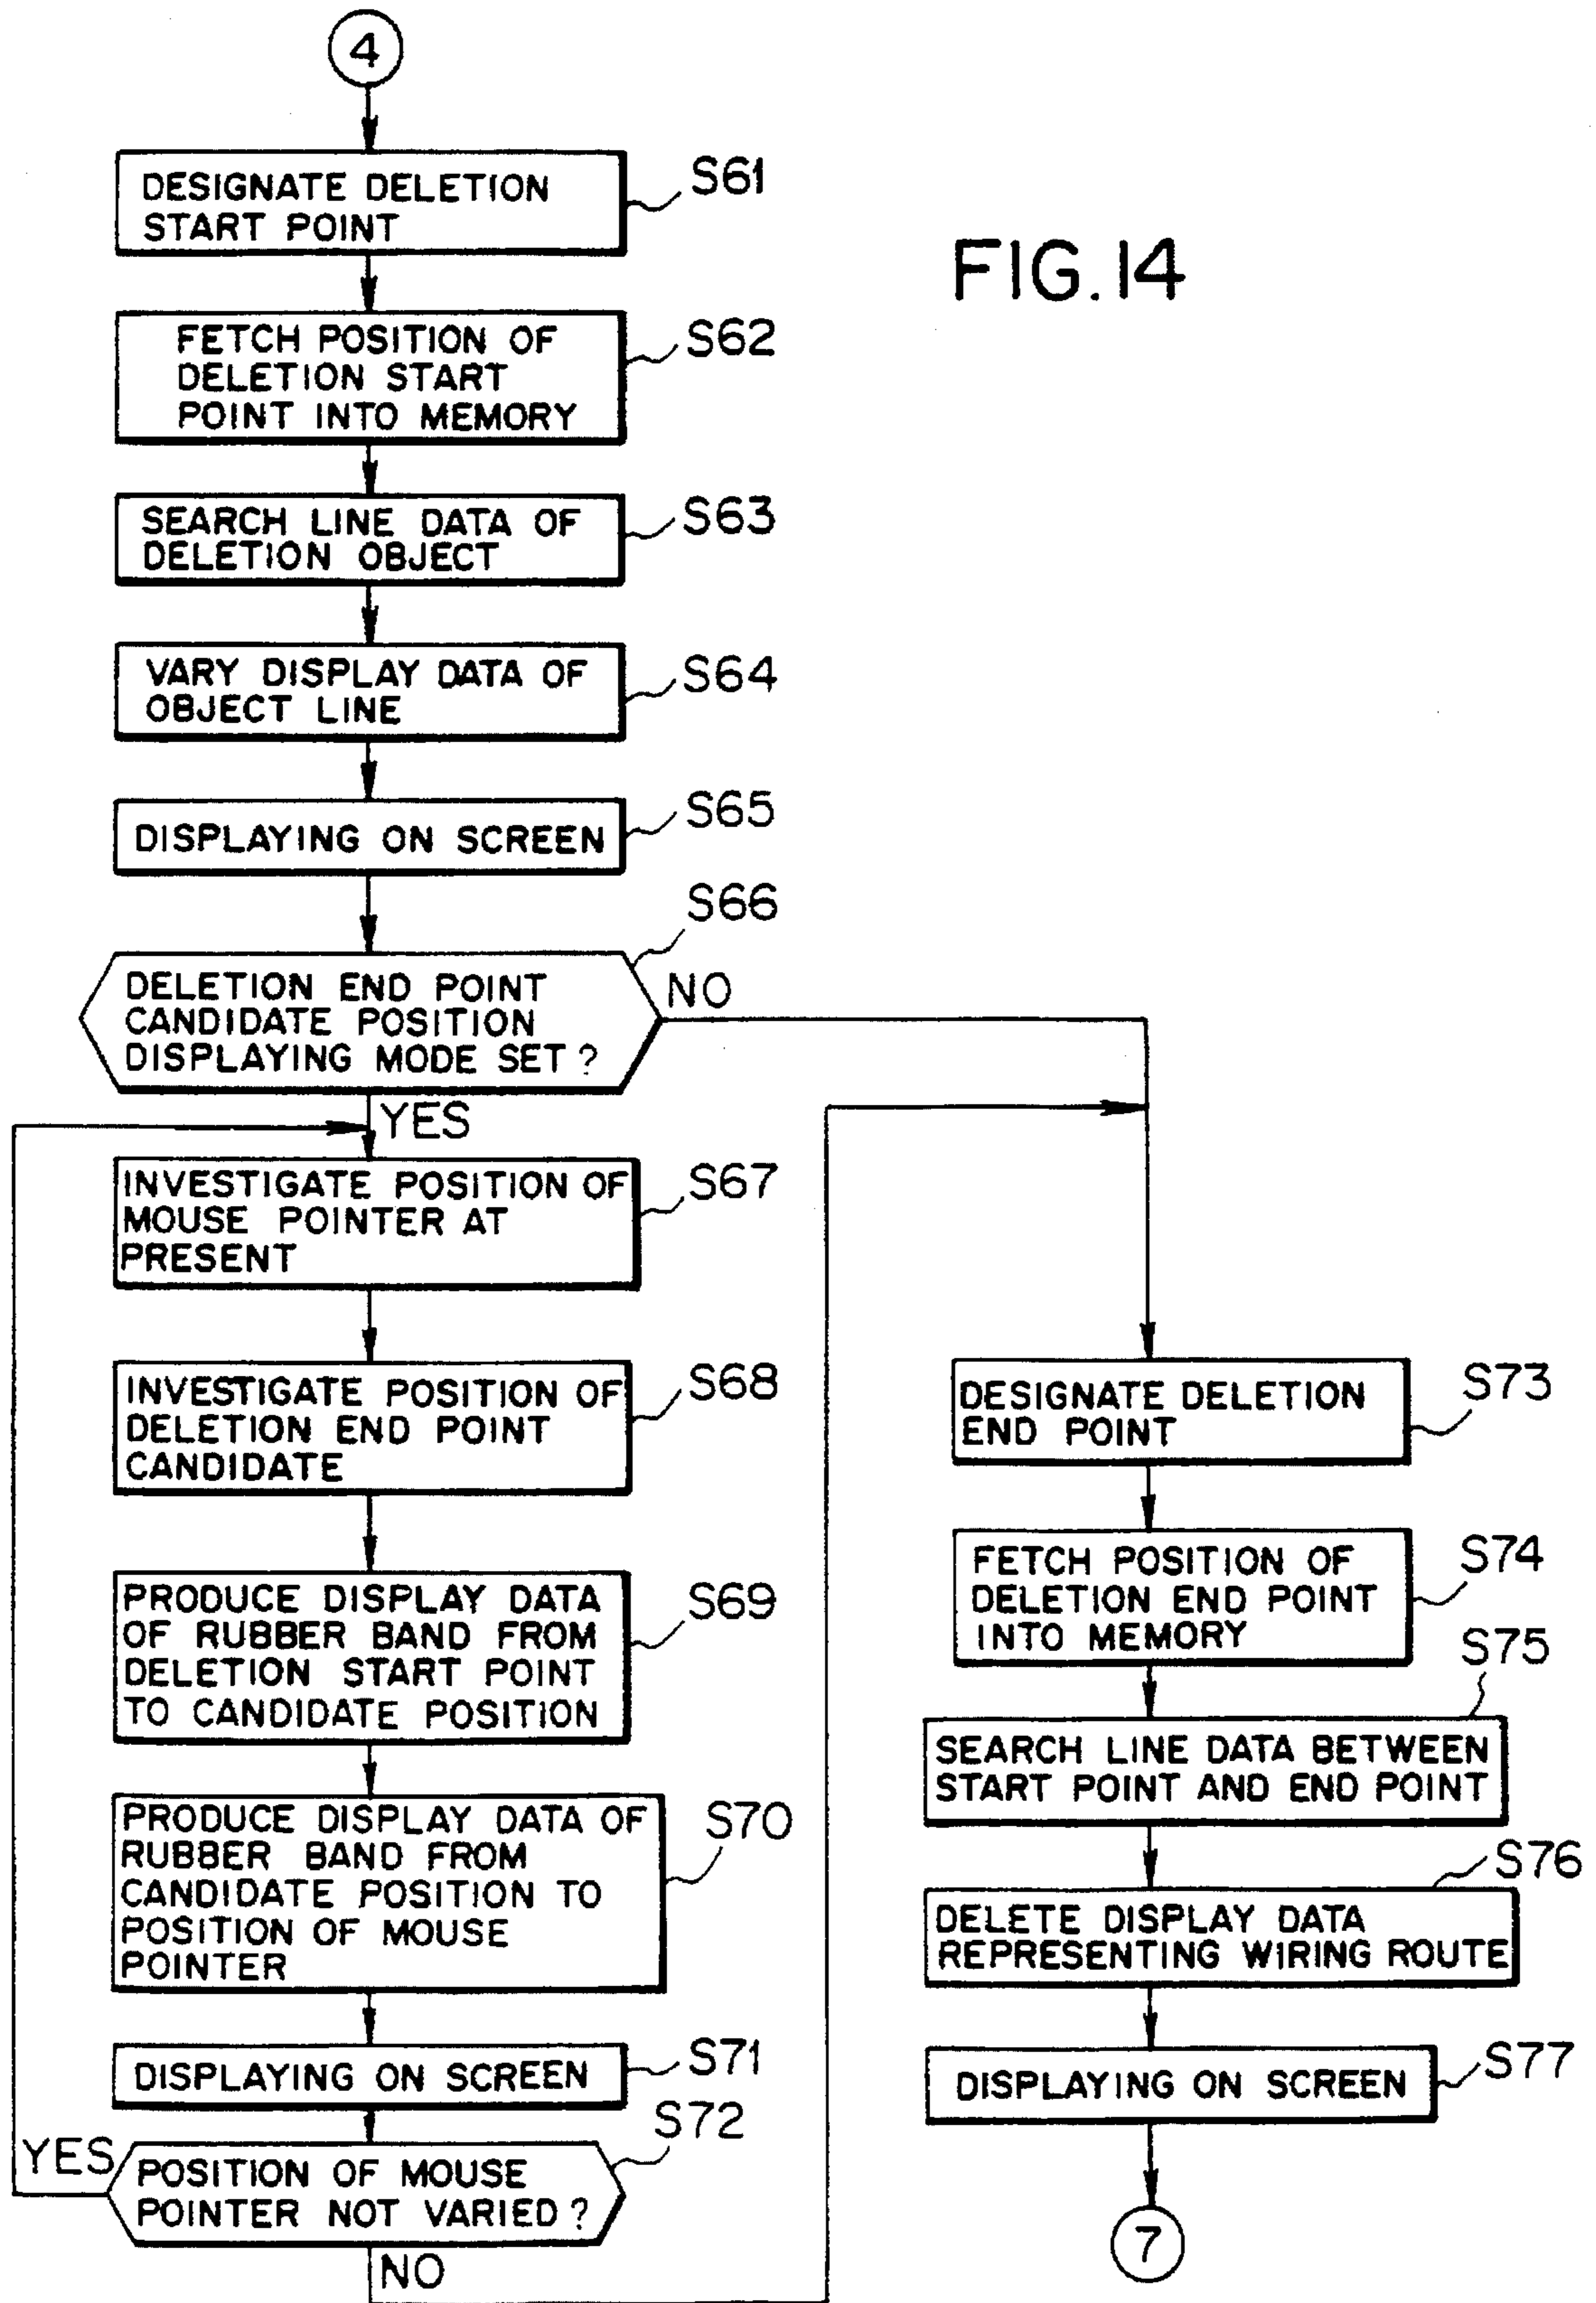 4
DESIGNATE DELETION
START POINT
S61
FIG.14
FETCH POSITION OF
DELETION START
POINT INTO MEMORY
S62
SEARCH LINE DATA OF
DELETION OBJECT
S63
VARY DISPLAY DATA OF
OBJECT LINE
S64
DISPLAYING ON SCREEN
S65
S66
DELETION END POINT
CANDIDATE POSITION
DISPLAYING MODE SET ?
NO
YES
INVESTIGATE POSITION OF
MOUSE POINTER AT
PRESENT
S67
INVESTIGATE POSITION OF
DELETION END POINT
CANDIDATE
S68
PRODUCE DISPLAY DATA
OF RUBBER BAND FROM
DELETION START POINT
TO CANDIDATE POSITION
S69
PRODUCE DISPLAY DATA OF
RUBBER BAND FROM
CANDIDATE POSITION TO
POSITION OF MOUSE
POINTER
S70
DISPLAYING ON SCREEN
S71
S72
YES
POSITION OF MOUSE
POINTER NOT VARIED ?
NO
DESIGNATE DELETION
END POINT
S73
FETCH POSITION OF
DELETION END POINT
INTO MEMORY
S74
S75
SEARCH LINE DATA BETWEEN
START POINT AND END POINT
S76
DELETE DISPLAY DATA
REPRESENTING WIRING ROUTE
DISPLAYING ON SCREEN
S77
7